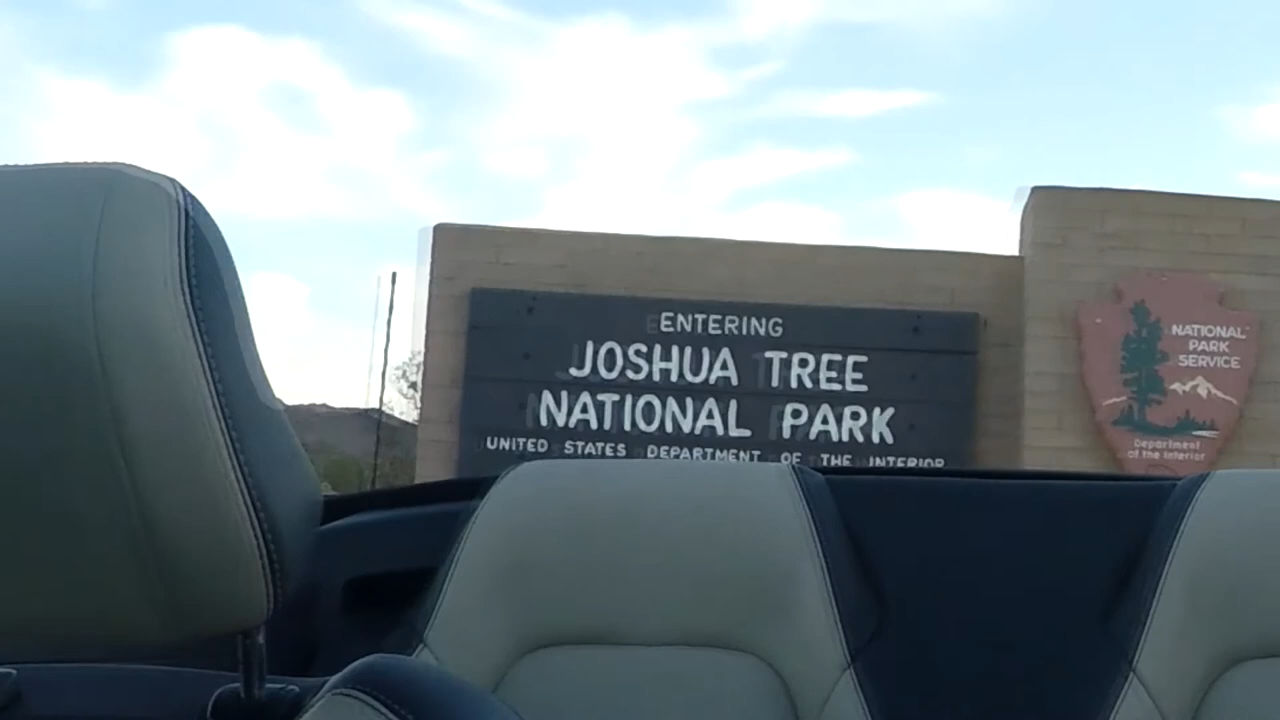 ENTERING
JOSHUA TREE
NATIONAL PARK
UNITED STATES DEPARTMENT OF THE INTERIOR
NATIONAL
PARK
SERVICE
Department
of the Interior